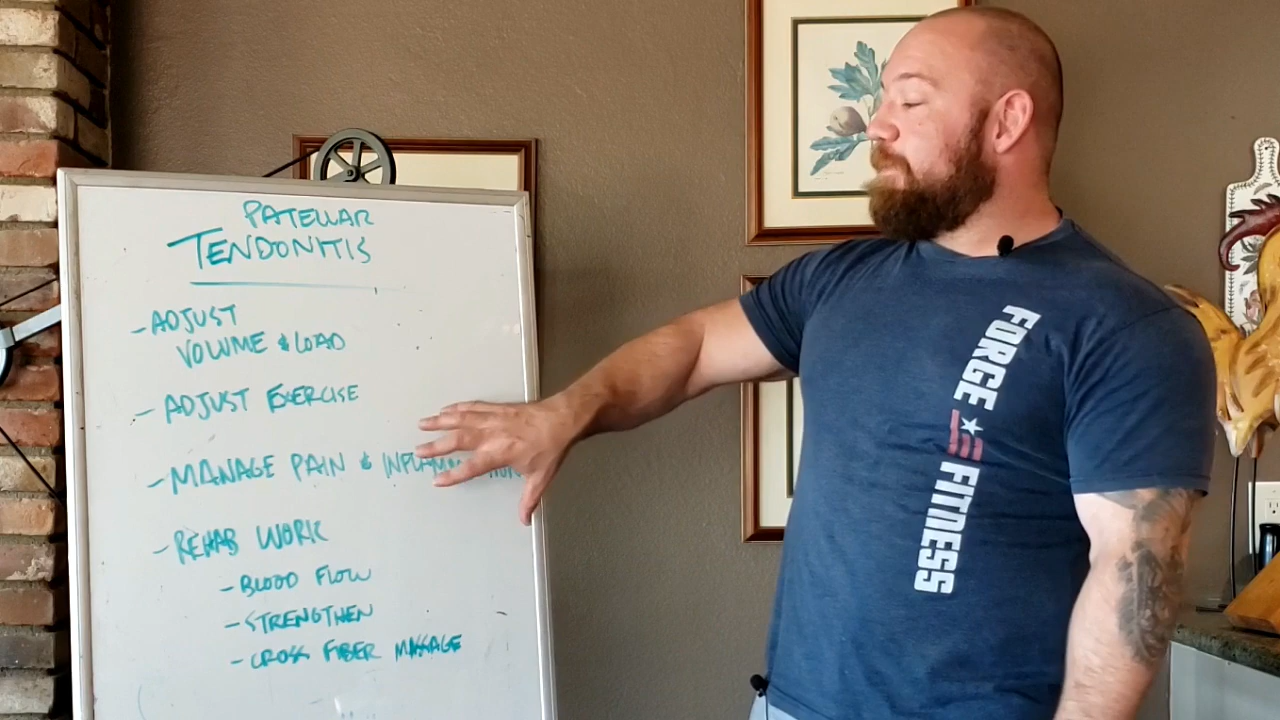 PATELLAR
TENDONITIS
- ADJUST
VOLUME & LOAD
- ADJUST EXERCISE
- MANAGE PAIN & INFLAMMATION
- REHAB WORK
- BLOOD FLOW
- STRENGTHEN
- CROSS FIBER MASSAGE
FORGE FITNESS